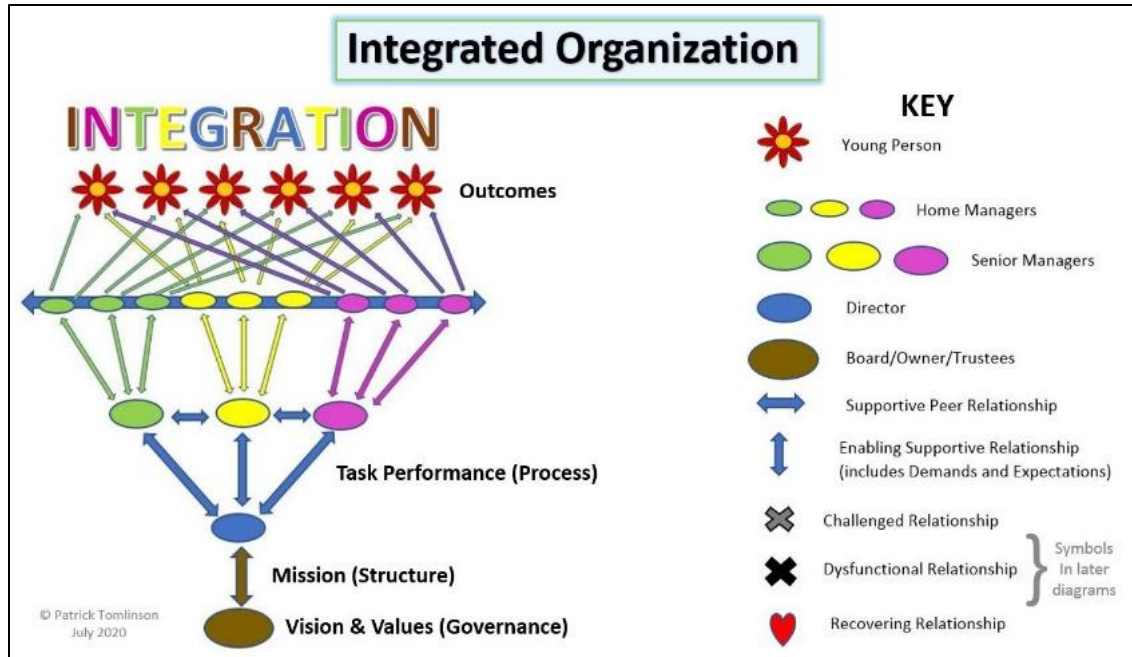 Integrated Organization
INTEGRATION
Outcomes
Task Performance (Process)
Mission (Structure)
Vision & Values (Governance)
© Patrick Tomlinson
July 2020
KEY
Young Person
Home Managers
Senior Managers
Director
Board/Owner/Trustees
Supportive Peer Relationship
Enabling Supportive Relationship
(includes Demands and Expectations)
Challenged Relationship
Dysfunctional Relationship
Recovering Relationship
Symbols
In later
diagrams